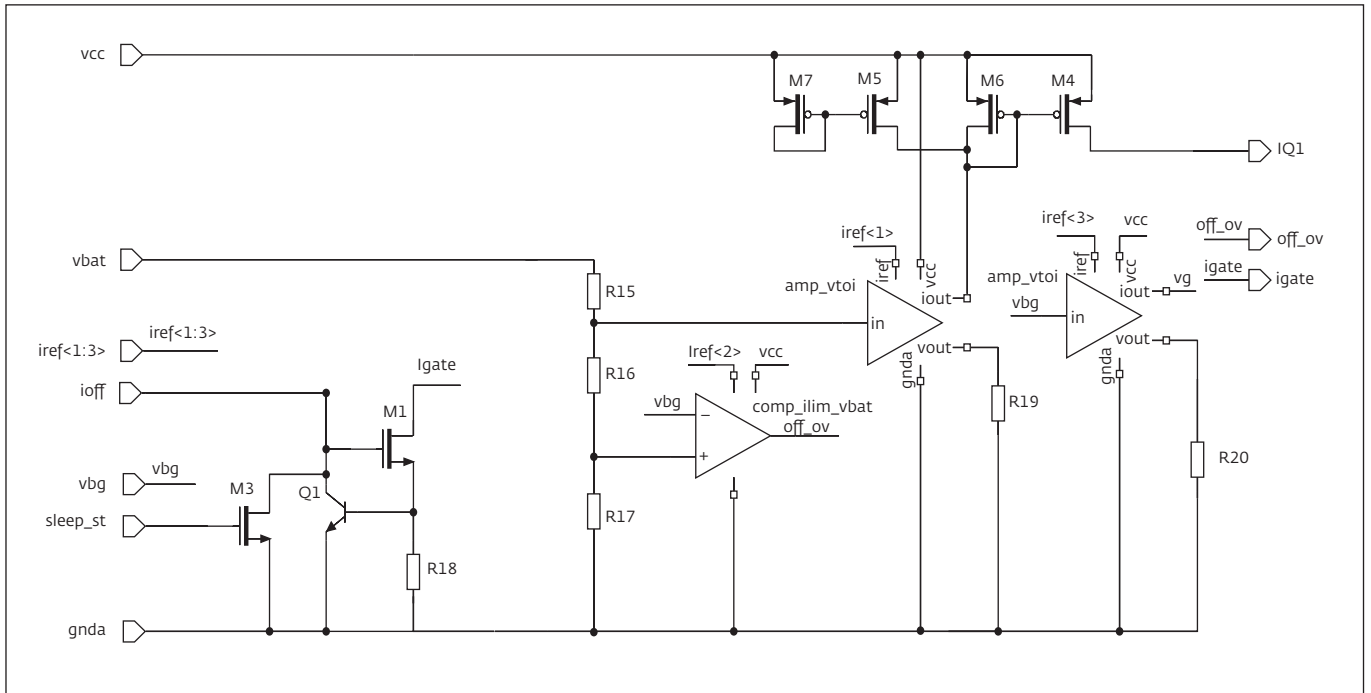 vcc
M7
M5
M6
M4
IQ1
iref<1>
iref<3>
vcc
off_ov
off_ov
vbat
iref
vcc
iref
vcc
igate
igate
amp_vtoi
amp_vtoi
R15
iout
iout
vg
vbg
in
in
iref<1:3>
iref<1:3>
Iref<2>
vcc
vout
vout
gnda
gnda
Igate
R16
ioff
M1
vbg
–
comp_ilim_vbat
off_ov
R19
+
R20
vbg
vbg
M3
Q1
sleep_st
R17
R18
gnda